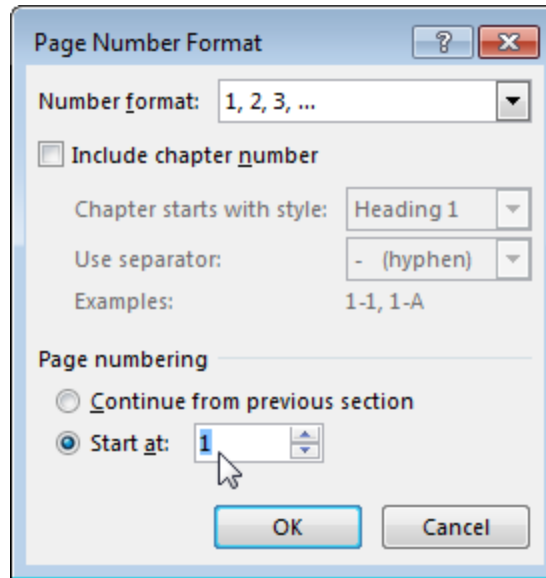 Page Number Format
Number format: 1, 2, 3, ...
Include chapter number
Chapter starts with style: Heading 1
Use separator: - (hyphen)
Examples: 1-1, 1-A
Page numbering
Continue from previous section
Start at: 1
OK Cancel